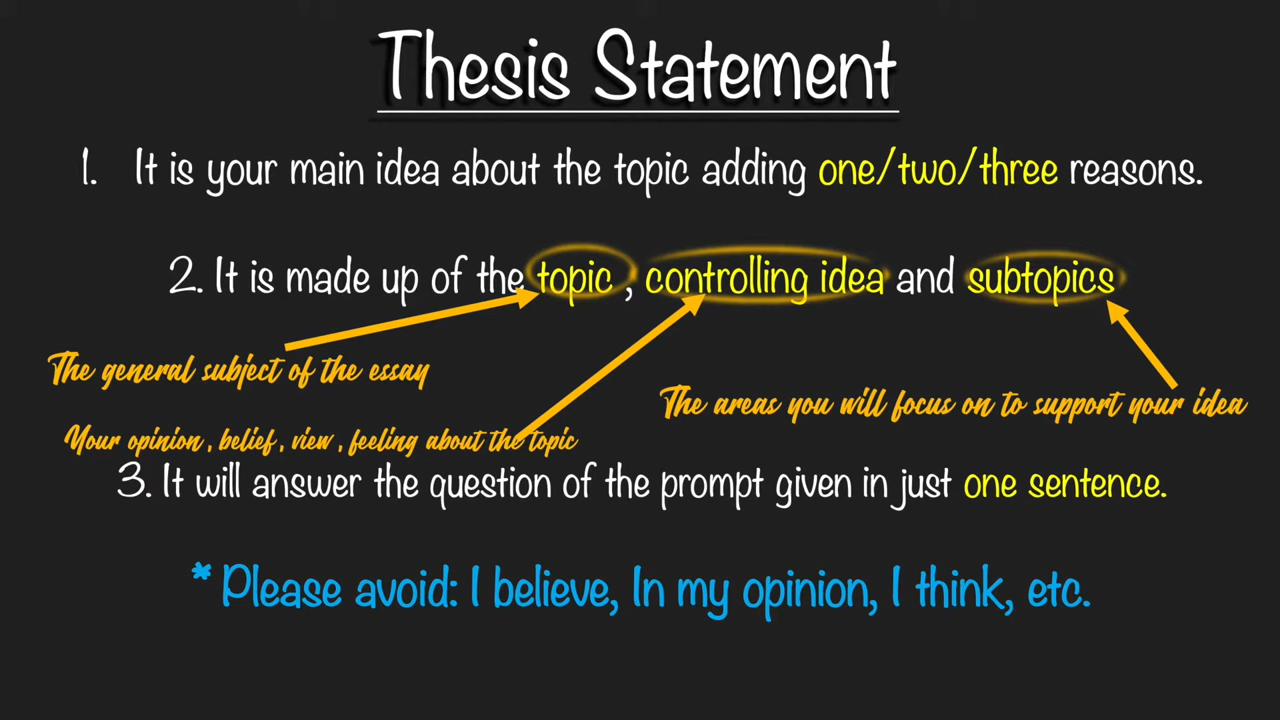 Thesis Statement
1. It is your main idea about the topic adding one/two/three reasons.
2. It is made up of the topic , controlling idea and subtopics
The general subject of the essay
The areas you will focus on to support your idea
Your opinion , belief , view , feeling about the topic
3. It will answer the question of the prompt given in just one sentence.
* Please avoid: I believe, In my opinion, I think, etc.